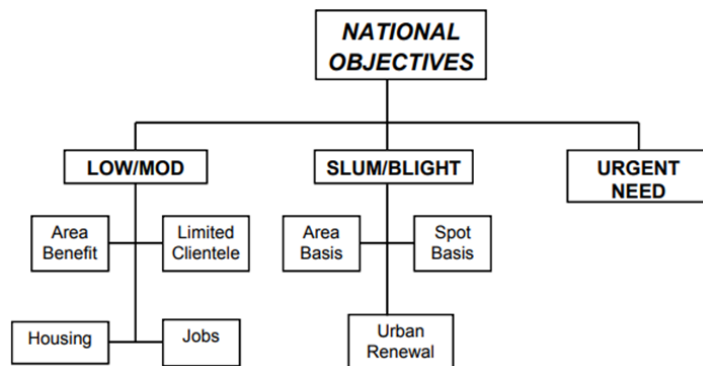 NATIONAL
OBJECTIVES
LOW/MOD
SLUM/BLIGHT
URGENT
NEED
Area
Benefit
Limited
Clientele
Area
Basis
Spot
Basis
Housing
Jobs
Urban
Renewal